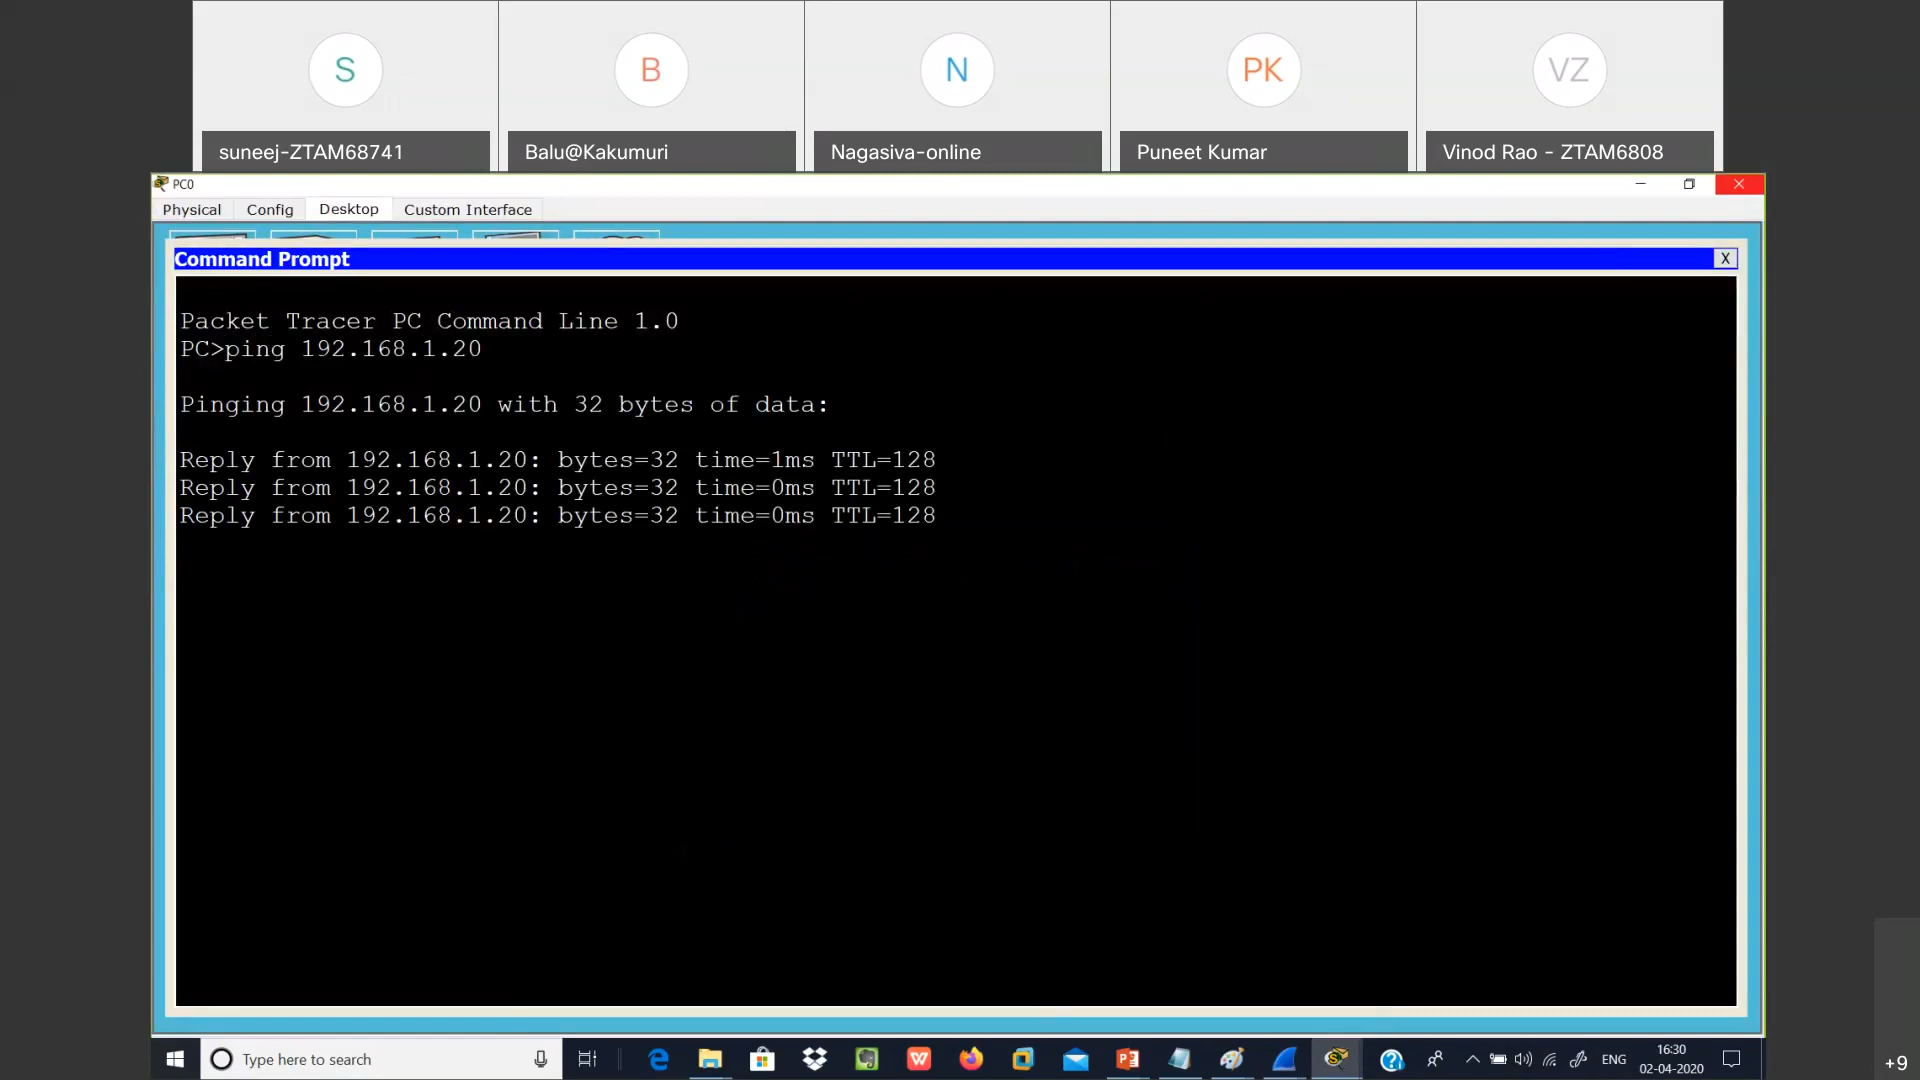 S
B
N
PK
VZ
suneej-ZTAM68741
Balu@Kakumuri
Nagasiva-online
Puneet Kumar
Vinod Rao - ZTAM6808
PC0
Physical
Config
Desktop
Custom Interface
Command Prompt
X
Packet Tracer PC Command Line 1.0
PC>ping 192.168.1.20
Pinging 192.168.1.20 with 32 bytes of data:
Reply from 192.168.1.20: bytes=32 time=1ms TTL=128
Reply from 192.168.1.20: bytes=32 time=0ms TTL=128
Reply from 192.168.1.20: bytes=32 time=0ms TTL=128
Type here to search
ENG
16:30
02-04-2020
+9